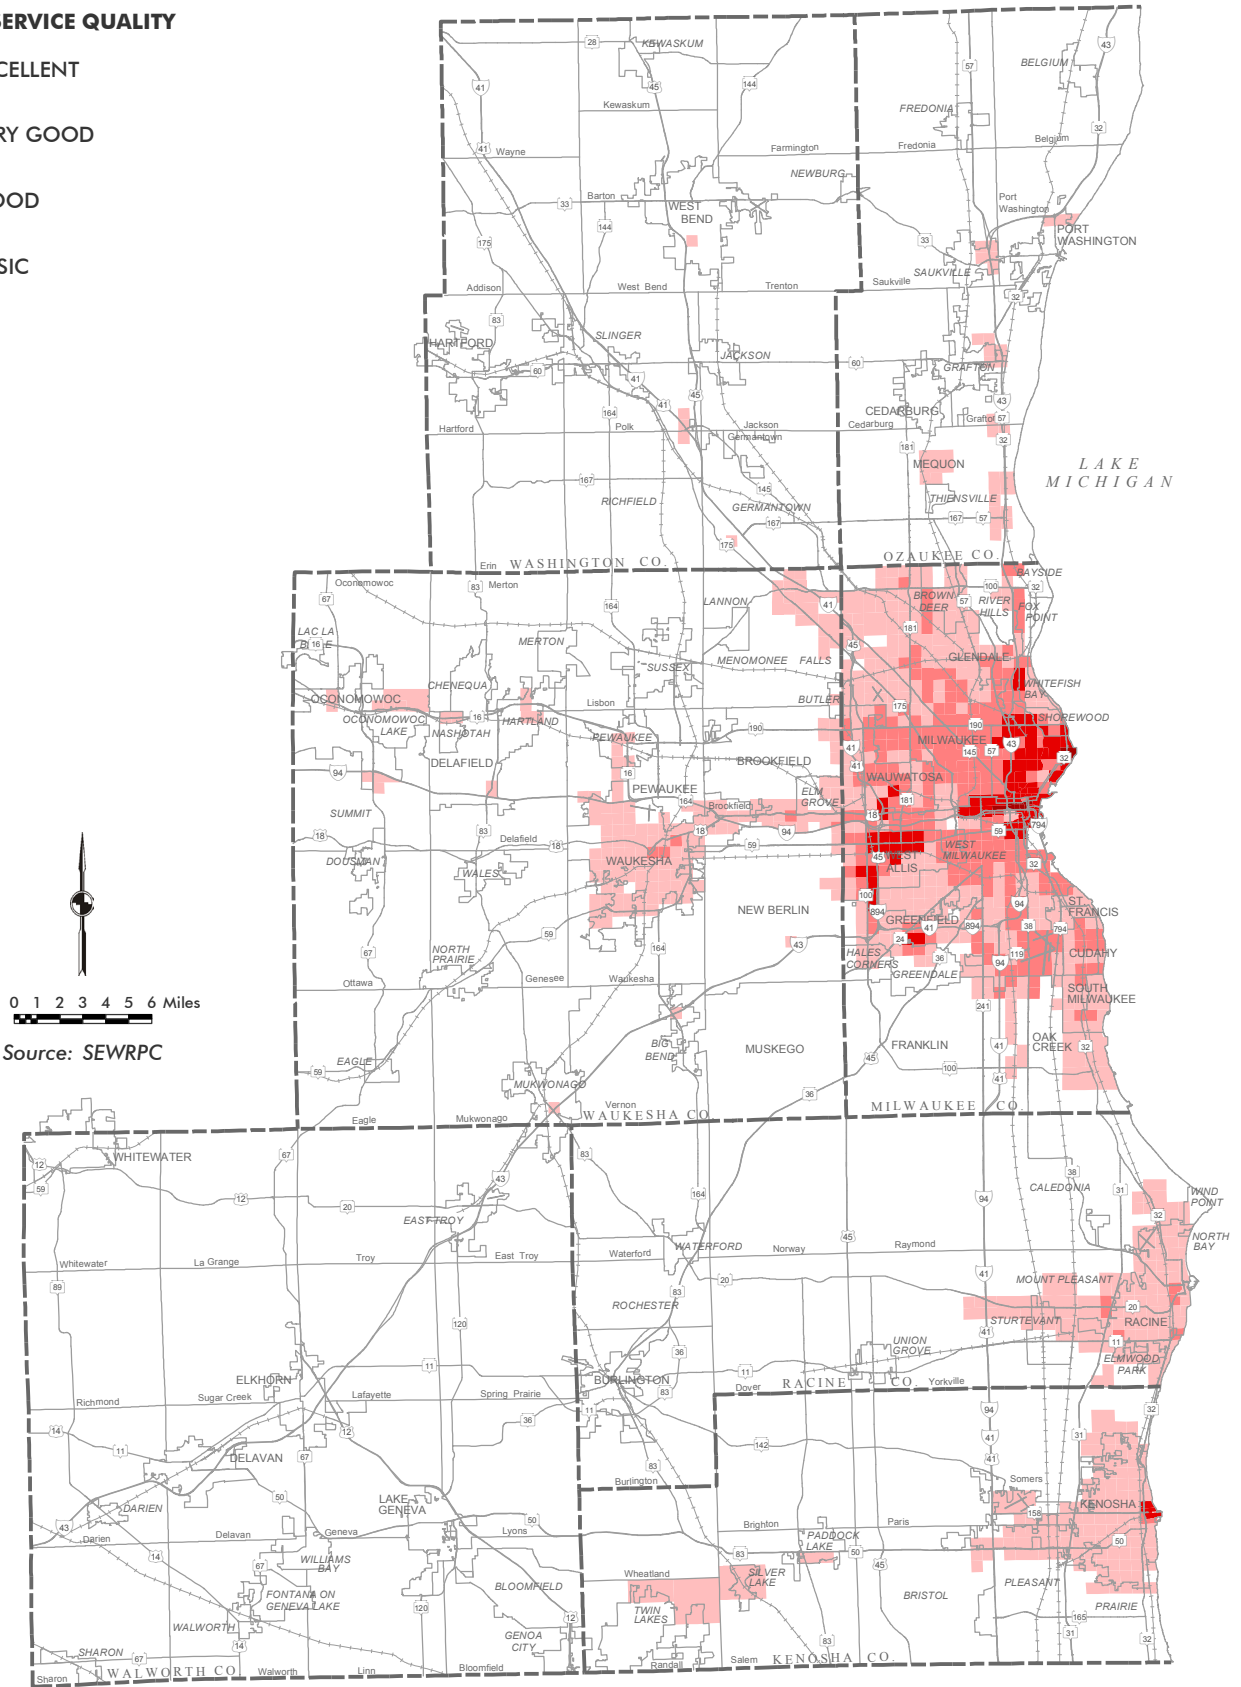 SERVICE QUALITY
CELLENT
RY GOOD
OOD
SIC
KEWASKUM
Kewaskum
Wayne
Farmington
Fredonia
Belgium
BELGIUM
FREDONIA
NEWBURG
Barton
WEST
BEND
Port
Washington
PORT
WASHINGTON
SAUKVILLE
Saukville
Addison
West Bend
Trenton
HARTFORD
SLINGER
JACKSON
GRAFTON
CEDARBURG
Cedarburg
Grafton
Hartford
Polk
Jackson
Germantown
MEQUON
THIENSVILLE
LAKE
MICHIGAN
RICHFIELD
GERMANTOWN
Erin
WASHINGTON CO.
OZAUKEE CO.
Oconomowoc
Merton
LANNON
BAYSIDE
BROWN
DEER
RIVER
HILLS
FOX
POINT
LAC LA
MERTON
SUSSEX
MENOMONEE FALLS
GLENDALE
CHENEQUA
OCONOMOWOC
Lisbon
BUTLER
WHITEFISH
BAY
OCONOMOWOC
LAKE
NASHOTAH
HARTLAND
PEWAUKEE
SHOREWOOD
MILWAUKEE
DELAFIELD
BROOKFIELD
WAUWATOSA
PEWAUKEE
ELM
GROVE
Brookfield
SUMMIT
Delafield
DOUSMAN
WALES
WAUKESHA
WEST
MILWAUKEE
WEST
ALLIS
NEW BERLIN
ST.
FRANCIS
GREENFIELD
NORTH
PRAIRIE
HALES
CORNERS
GREENDALE
CUDAHY
Ottawa
Genesee
Waukesha
SOUTH
MILWAUKEE
0 1 2 3 4 5 6 Miles
Source: SEWRPC
BIG
BEND
MUSKEGO
FRANKLIN
OAK
CREEK
EAGLE
MUKWONAGO
Eagle
Mukwonago
Vernon
WAUKESHA CO.
MILWAUKEE CO.
WHITEWATER
CALEDONIA
WIND
POINT
NORTH
BAY
EAST TROY
WATERFORD
Whitewater
La Grange
Troy
East Troy
Waterford
Norway
Raymond
MOUNT PLEASANT
ROCHESTER
STURTEVANT
RACINE
UNION
GROVE
ELMWOOD
PARK
ELKHORN
BURLINGTON
Richmond
Sugar Creek
Lafayette
Spring Prairie
Dover
RACINE CO.
Yorkville
DELAVAN
Burlington
Somers
LAKE
GENEVA
KENOSHA
DARIEN
Darien
Delavan
Geneva
Lyons
Brighton
Paris
PADDOCK
LAKE
WILLIAMS
BAY
Wheatland
SILVER
LAKE
BLOOMFIELD
FONTANA ON
GENEVA LAKE
TWIN
LAKES
BRISTOL
PLEASANT
PRAIRIE
WALWORTH
GENOA
CITY
SHARON
Sharon
WALWORTH CO.
Walworth
Linn
Bloomfield
Randall
Salem
KENOSHA CO.